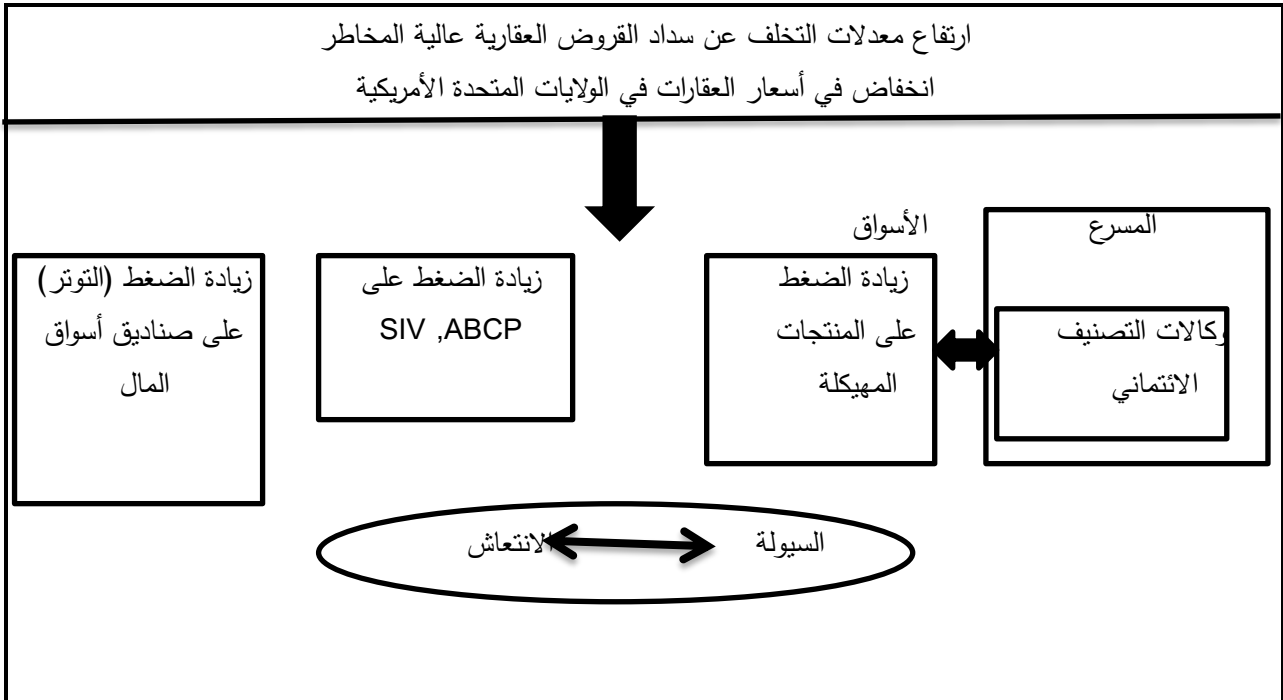 ارتفاع معدلات التخلف عن سداد القروض العقارية عالية المخاطر
انخفاض في أسعار العقارات في الولايات المتحدة الأمريكية
المسرع
وكالات التصنيف
الائتماني
الأسواق
زيادة الضغط
على المنتجات
المهيكلة
زيادة الضغط على
SIV ,ABCP
زيادة الضغط (التوتر)
على صناديق أسواق
المال
السيولة
الانتعاش